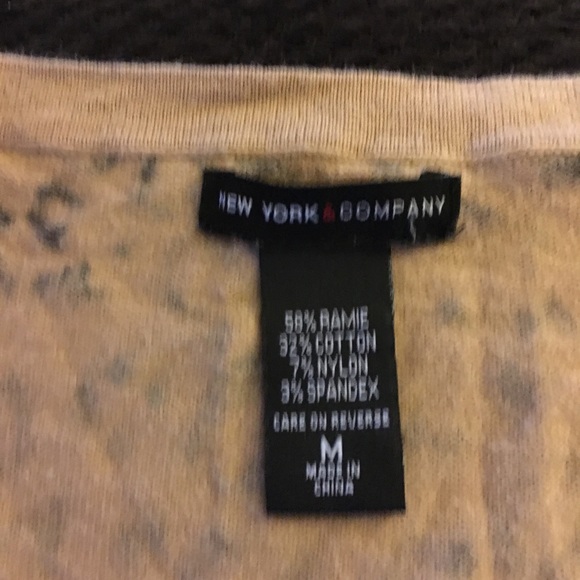 NEW YORK & COMPANY
58% RAMIE
32% COTTON
7% NYLON
3% SPANDEX
CARE ON REVERSE
M
MADE IN
CHINA